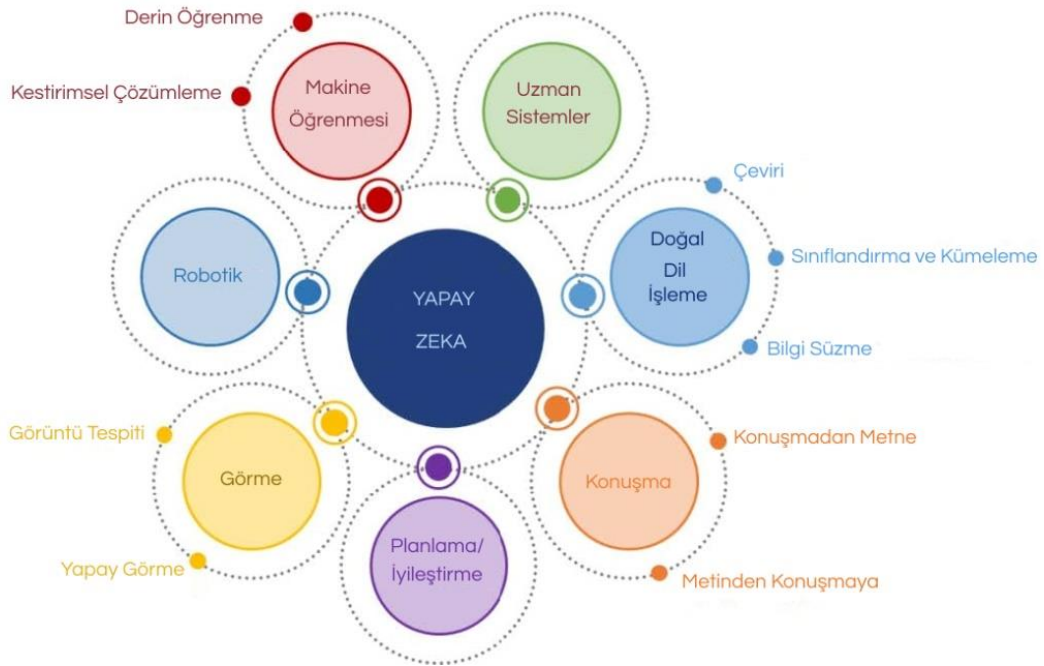 Derin Öğrenme
Kestirimsel Çözümleme
Makine
Öğrenmesi
Uzman
Sistemler
Çeviri
Doğal
Dil
İşleme
Sınıflandırma ve Kümeleme
Bilgi Süzme
Robotik
YAPAY
ZEKA
Görüntü Tespiti
Görme
Yapay Görme
Planlama/
İyileştirme
Konuşmadan Metne
Konuşma
Metinden Konuşmaya